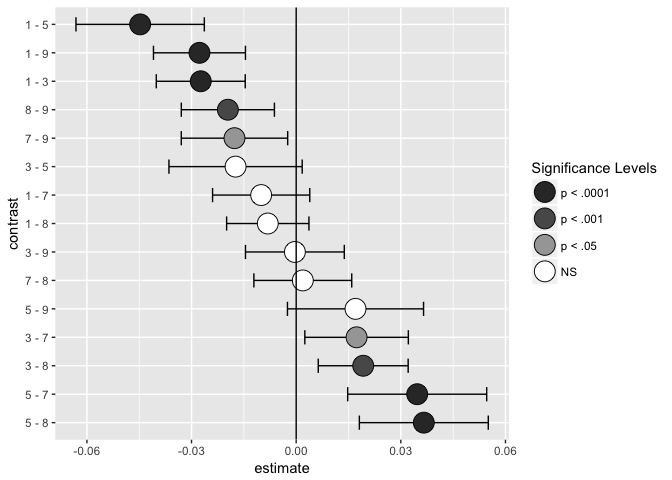 1 - 5
1 - 9
1 - 3
8 - 9
7 - 9
3 - 5
1 - 7
1 - 8
3 - 9
7 - 8
5 - 9
3 - 7
3 - 8
5 - 7
5 - 8
contrast
-0.06
-0.03
0.00
0.03
0.06
estimate
Significance Levels
p < .0001
p < .001
p < .05
NS